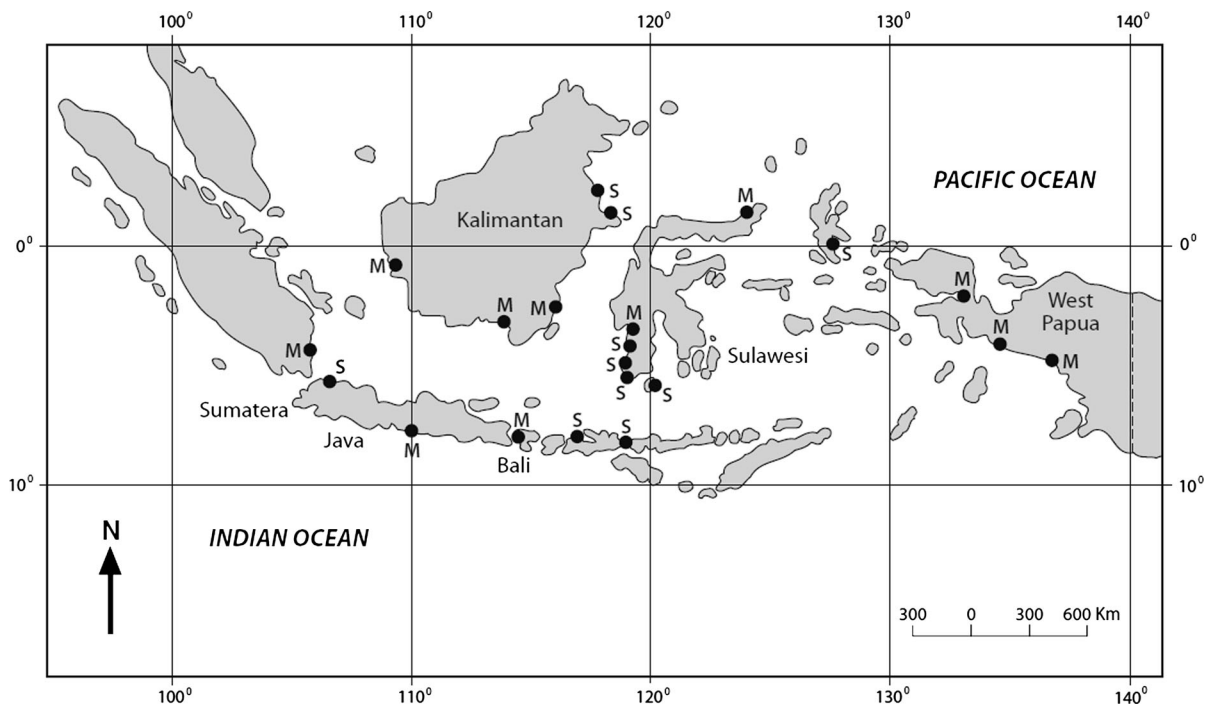 100⁰ 110⁰ 120⁰ 130⁰ 140⁰
PACIFIC OCEAN
S
S
M
Kalimantan
0⁰ 0⁰
S
M
M
M M
M
West
Papua
M
M
S
M
S
Sulawesi
M
S
S
S
Sumatera
M
S
S
Java
M
Bali
10⁰ 10⁰
N
INDIAN OCEAN
300 0 300 600 Km
100⁰ 110⁰ 120⁰ 130⁰ 140⁰